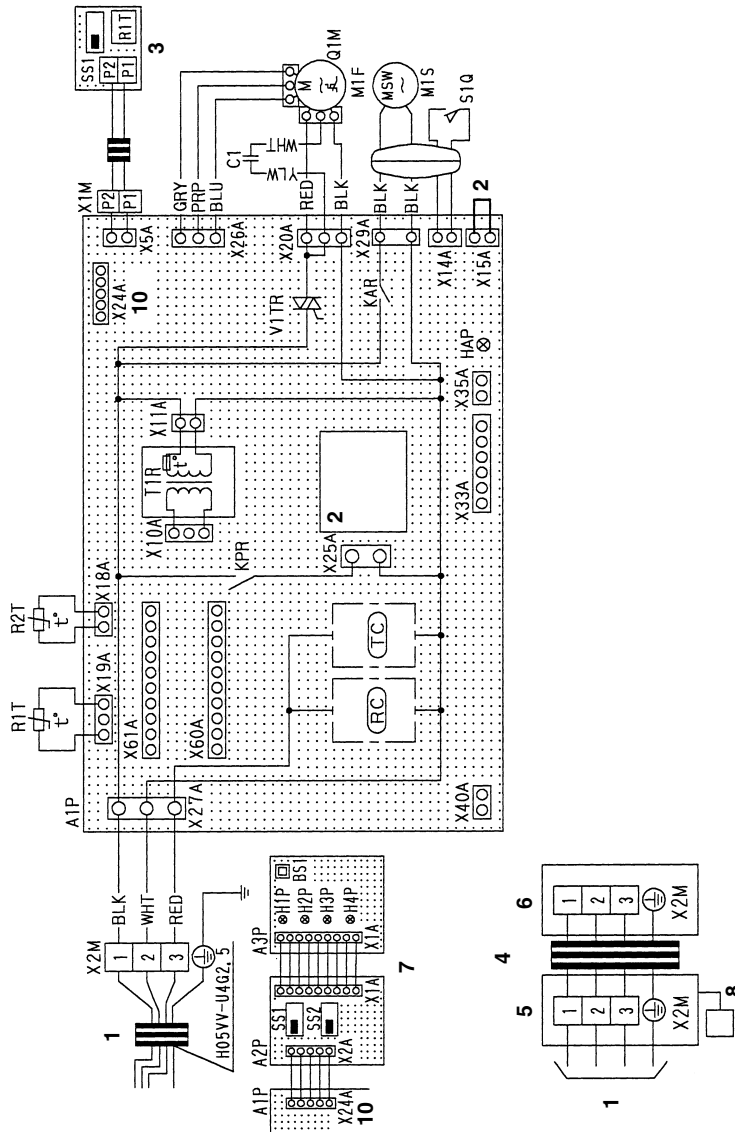 SS1
R1T
P2
P1
3
X1M
P2
P1
GRY
PRP
BLU
C1
YLW
WHT
RED
BLK
M
~
Q1M
M1F
BLK
BLK
MSW
~
M1S
S1Q
X24A
10
X5A
X26A
X20A
X29A
X14A
X15A
2
V1TR
KAR
HAP
X35A
X33A
X11A
T1R
t°
X10A
2
X25A
KPR
R2T
t°
X18A
R1T
t°
X19A
X61A
X60A
TC
RC
X40A
A1P
X27A
BLK
WHT
RED
X2M
1
2
3
1
H05VV-U4G2.5
A3P
H1P
H2P
H3P
H4P
BS1
X1A
7
A2P
SS1
SS2
X1A
X2A
A1P
X24A
10
6
1
2
3
X2M
4
5
1
2
3
X2M
8
1